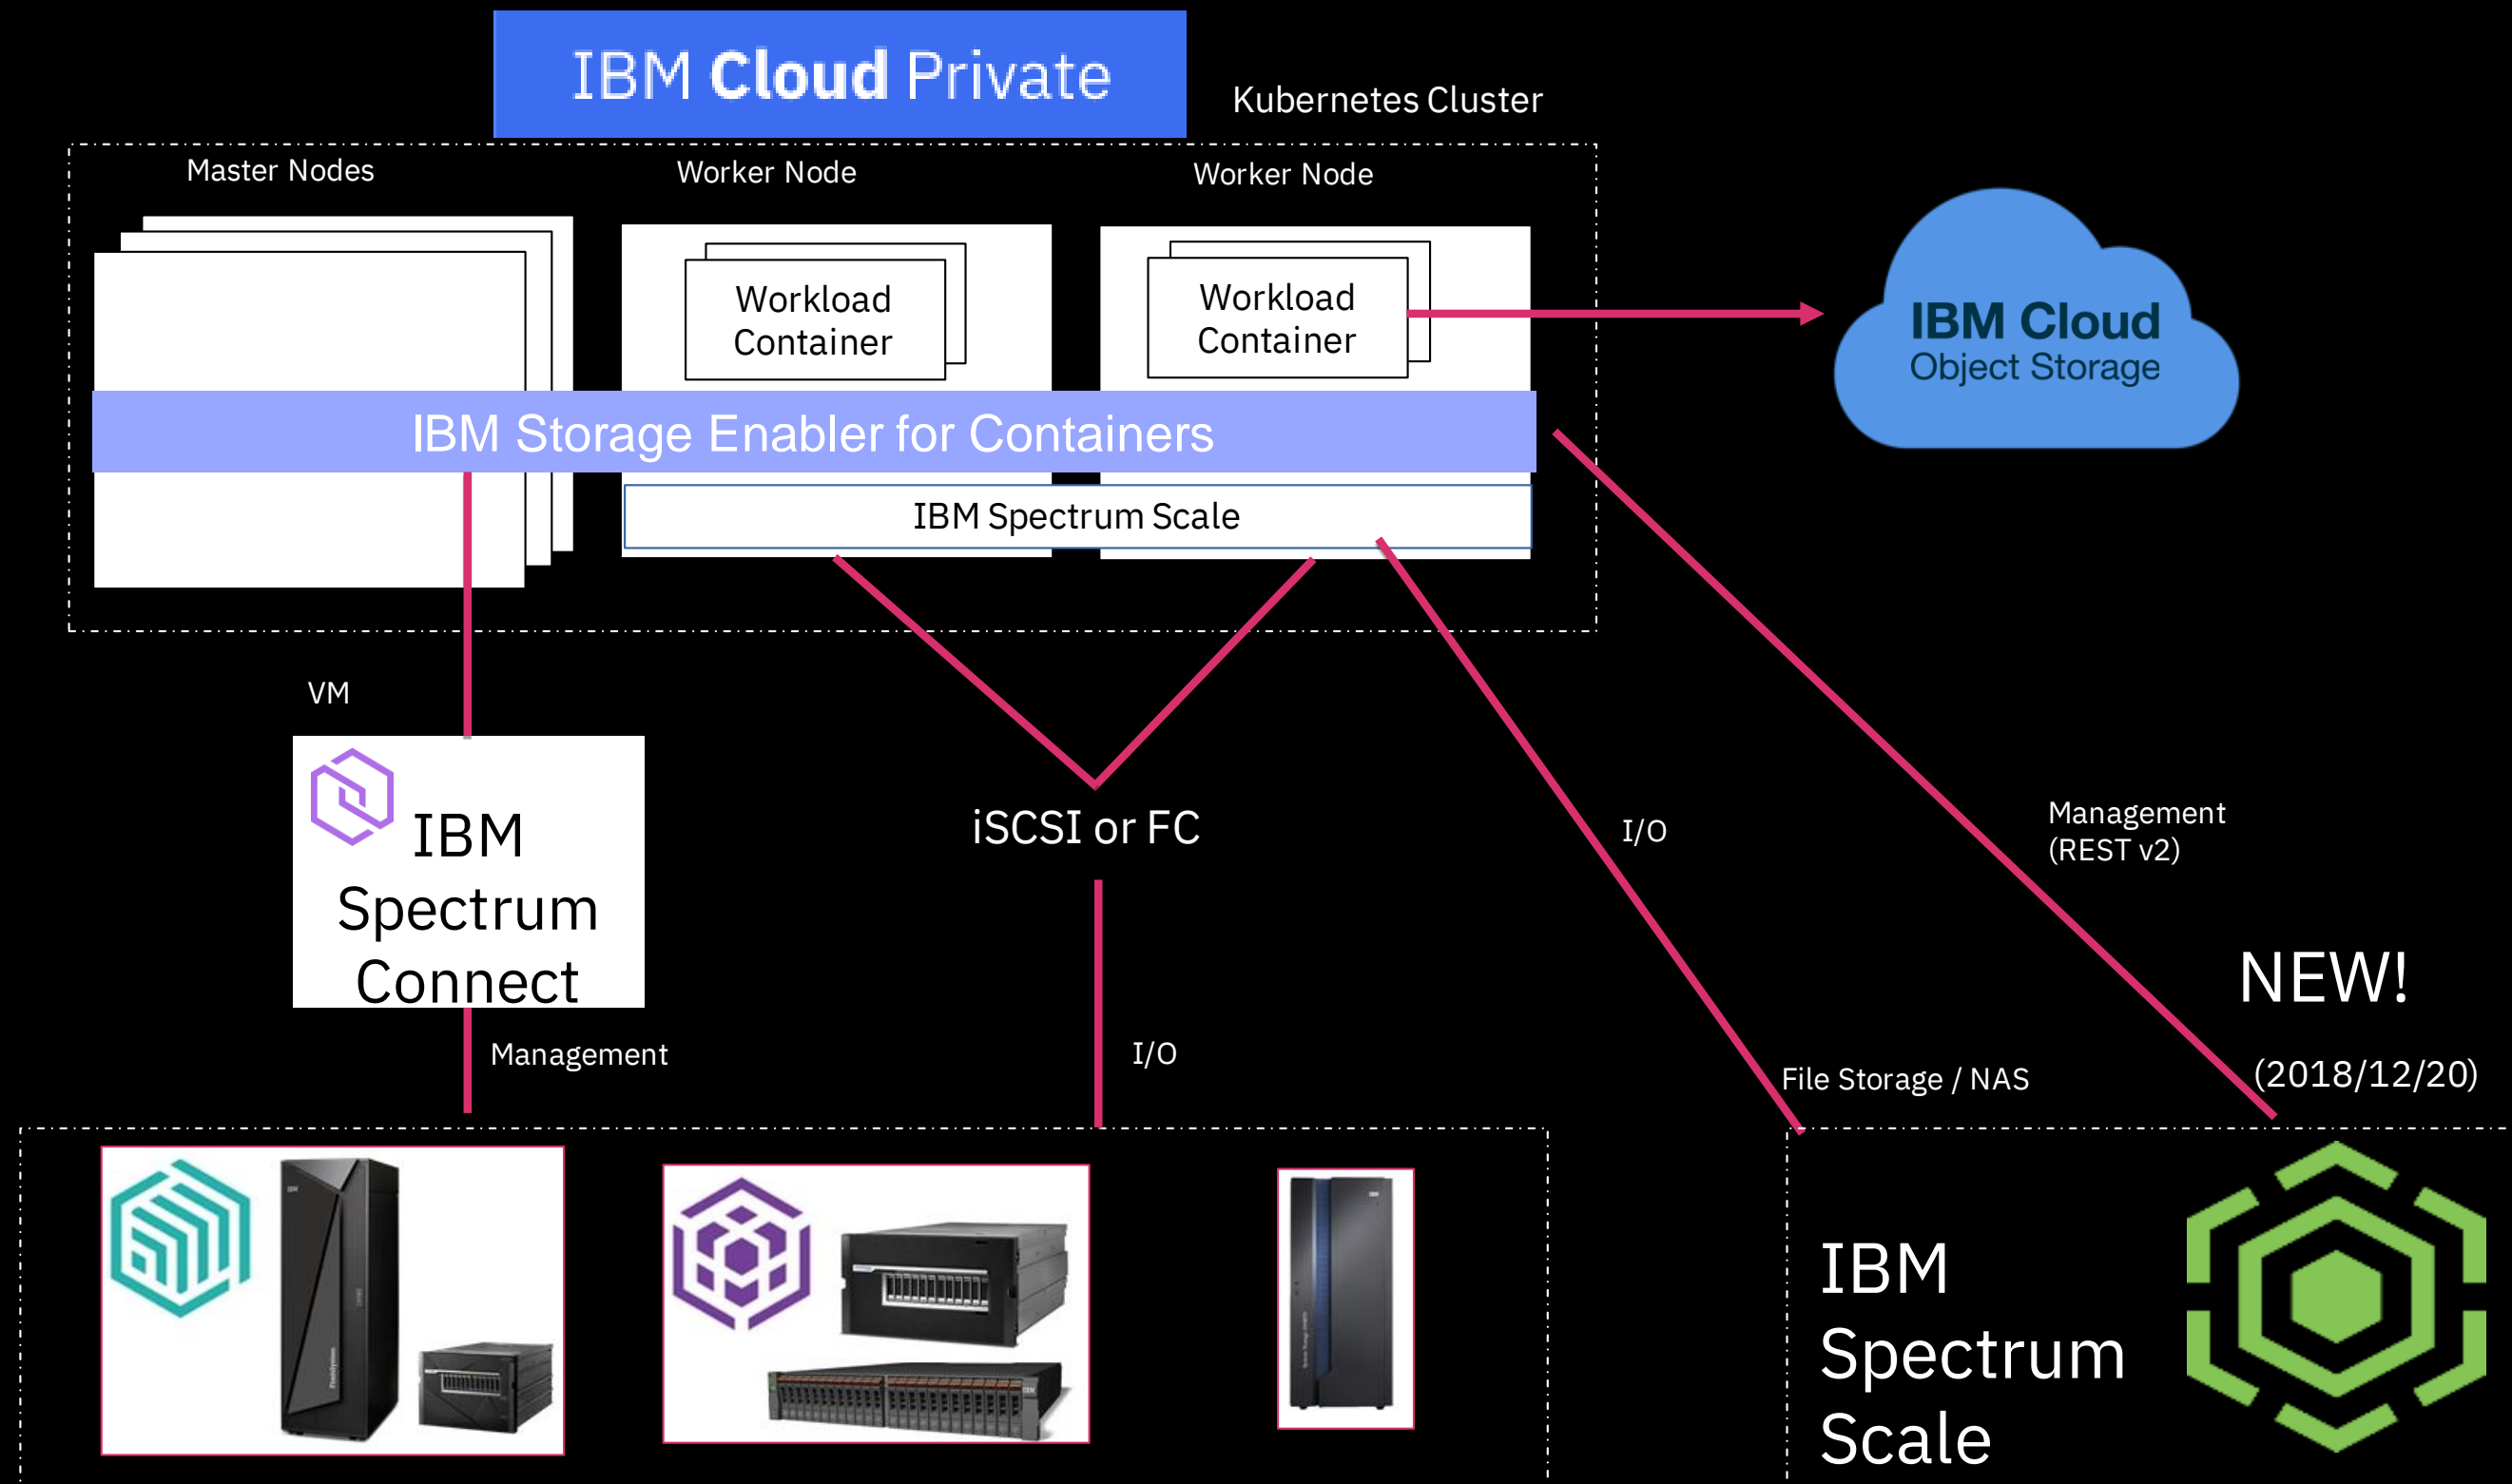 IBM Cloud Private
Kubernetes Cluster
Master Nodes
Worker Node
Worker Node
Workload
Container
Workload
Container
IBM Cloud
Object Storage
IBM Storage Enabler for Containers
IBM Spectrum Scale
VM
IBM
Spectrum
Connect
iSCSI or FC
I/O
Management
(REST v2)
NEW!
(2018/12/20)
Management
I/O
File Storage / NAS
IBM
Spectrum
Scale